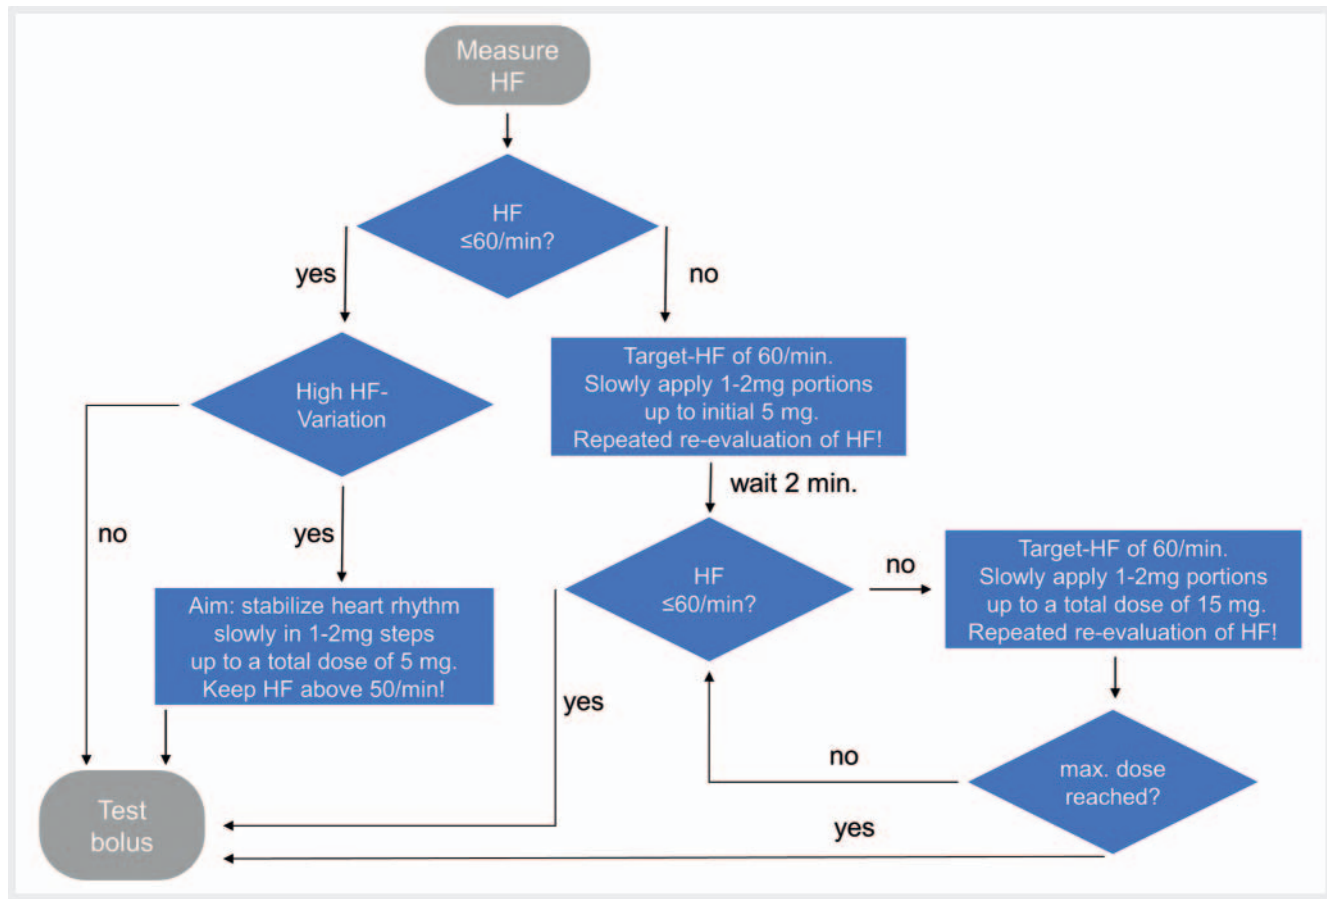 Measure
HF
HF
≤60/min?
yes
no
High HF-
Variation
Target-HF of 60/min.
Slowly apply 1-2mg portions
up to initial 5 mg.
Repeated re-evaluation of HF!
wait 2 min.
no
yes
HF
≤60/min?
no
Target-HF of 60/min.
Slowly apply 1-2mg portions
up to a total dose of 15 mg.
Repeated re-evaluation of HF!
Aim: stabilize heart rhythm
slowly in 1-2mg steps
up to a total dose of 5 mg.
Keep HF above 50/min!
yes
no
max. dose
reached?
Test
bolus
yes